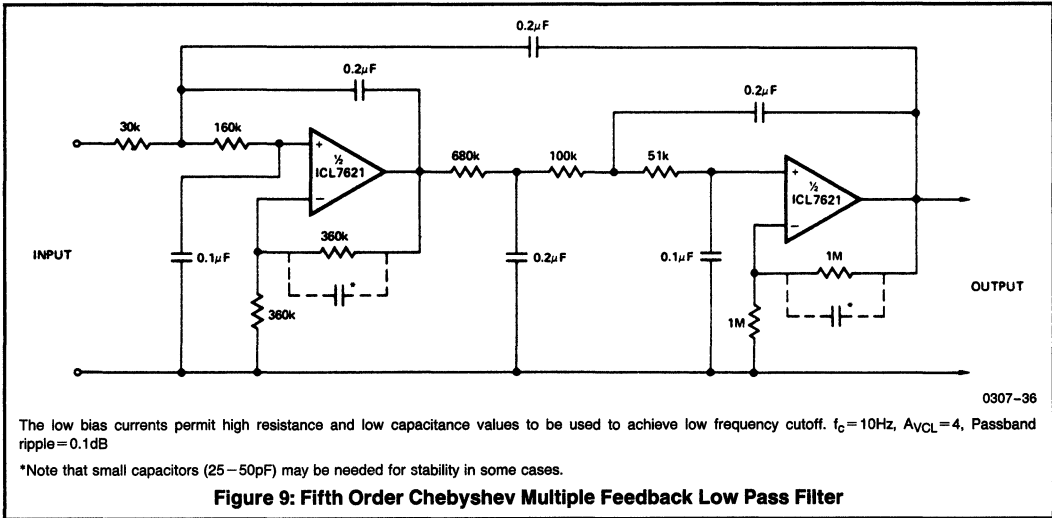 0.2μF
0.2μF
0.2μF
30k
160k
680k
100k
51k
+
½
ICL7621
−
+
½
ICL7621
−
INPUT
0.1μF
360k
*
360k
0.2μF
0.1μF
1M
*
1M
OUTPUT
0307–36
The low bias currents permit high resistance and low capacitance values to be used to achieve low frequency cutoff. fc = 10Hz, AVCL = 4, Passband
ripple = 0.1dB
*Note that small capacitors (25 – 50pF) may be needed for stability in some cases.
Figure 9: Fifth Order Chebyshev Multiple Feedback Low Pass Filter